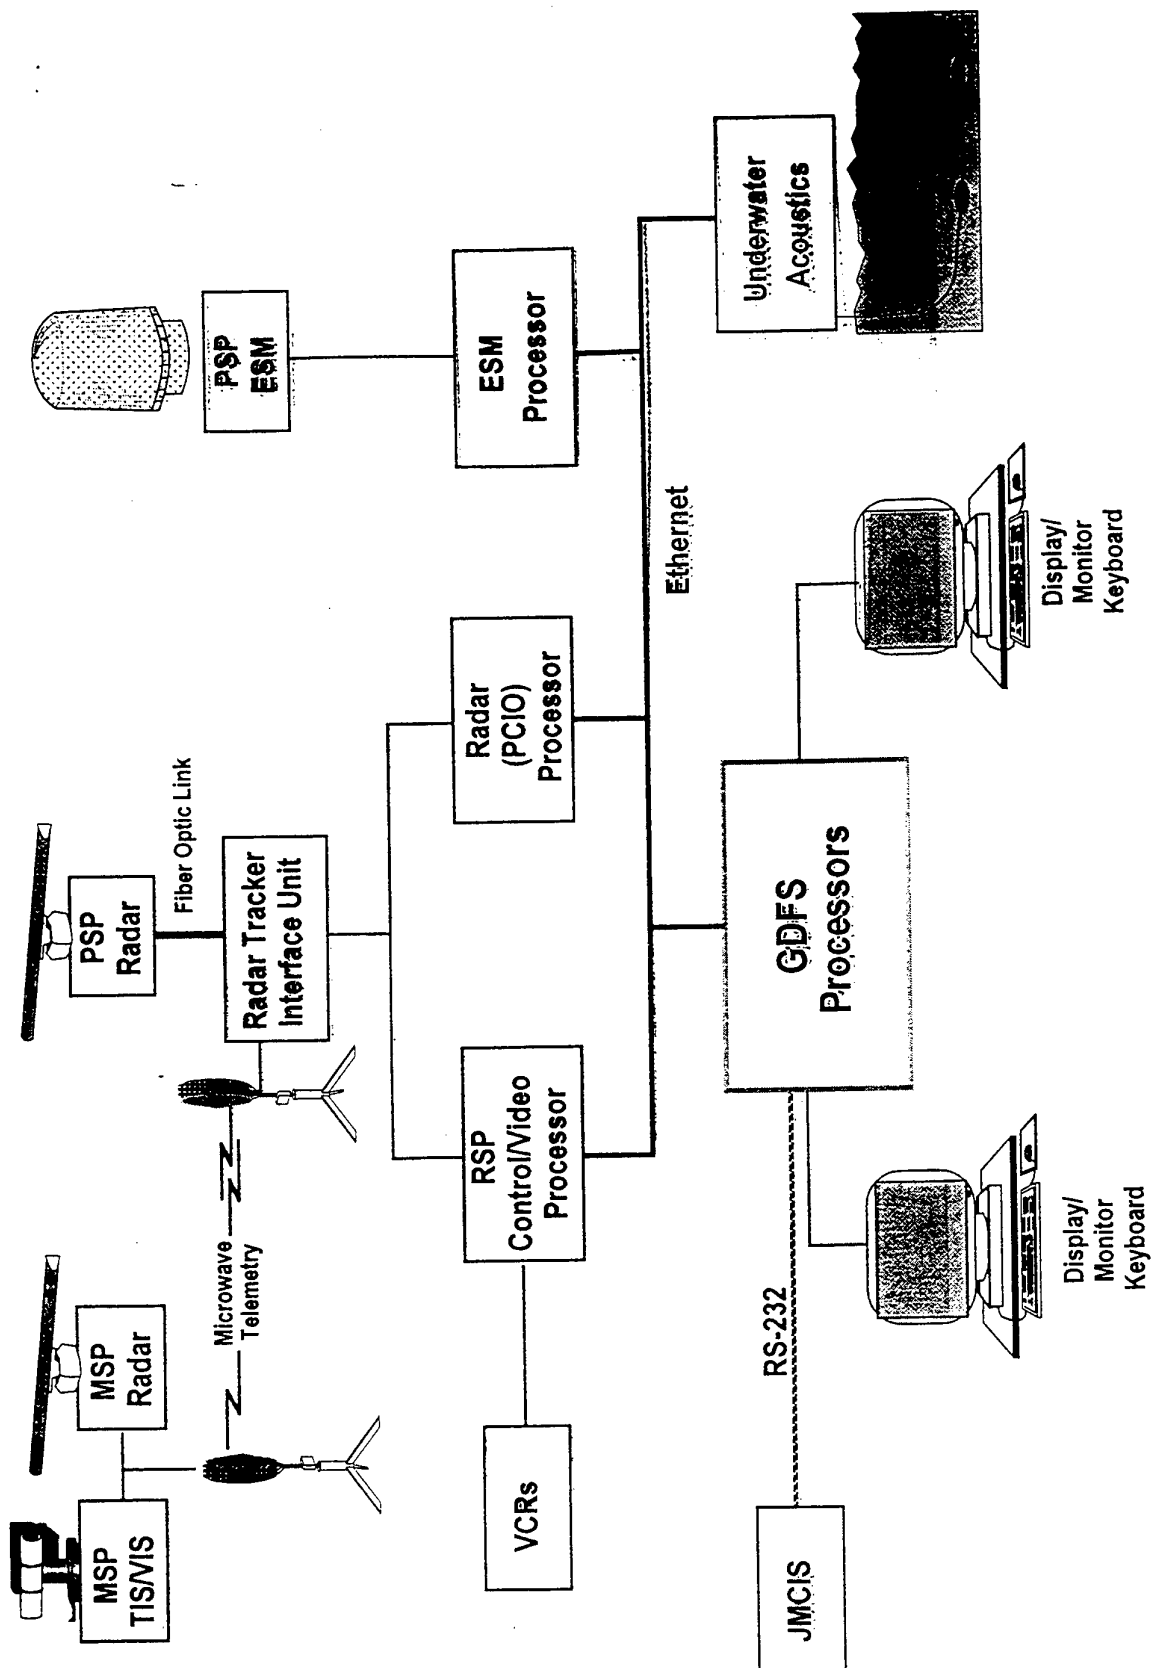 MSP
TIS/VIS
MSP
Radar
Microwave
Telemetry
PSP
Radar
Fiber Optic Link
Radar Tracker
Interface Unit
PSP
ESM
VCRs
RSP
Control/Video
Processor
Radar
(PCIO)
Processor
ESM
Processor
Ethernet
JMCIS
RS-232
GDFS
Processors
Underwater
Acoustics
Display/
Monitor
Keyboard
Display/
Monitor
Keyboard